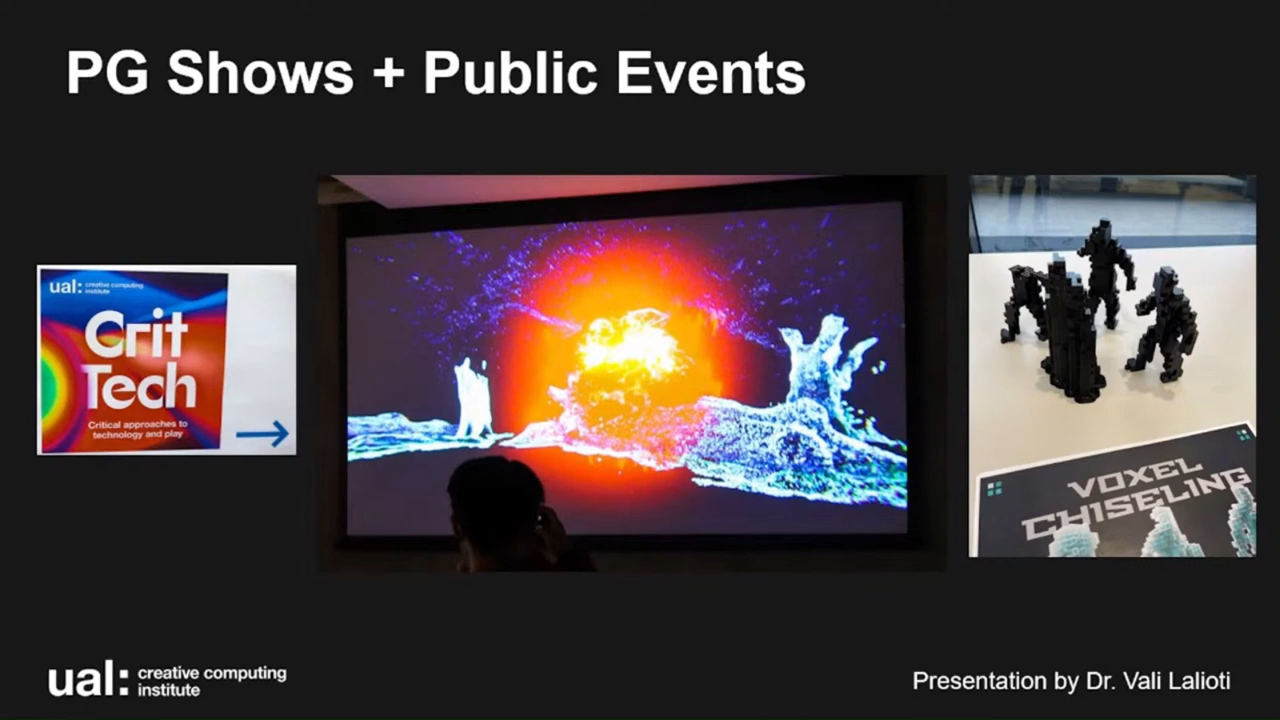 PG Shows + Public Events
ual: creative computing
institute
Crit
Tech
Critical approaches to
technology and play
VOXEL
CHISELING
ual: creative computing
institute
Presentation by Dr. Vali Lalioti